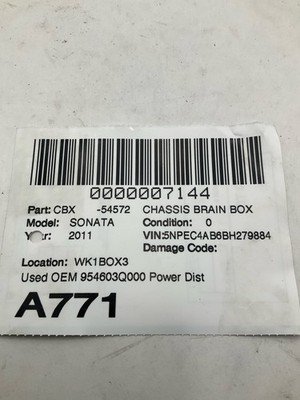 0000007144
Part: CBX -54572 CHASSIS BRAIN BOX
Model: SONATA Condition: 0
Year: 2011 VIN:5NPEC4AB6BH279884
Damage Code:
Location: WK1BOX3
Used OEM 954603Q000 Power Dist
A771